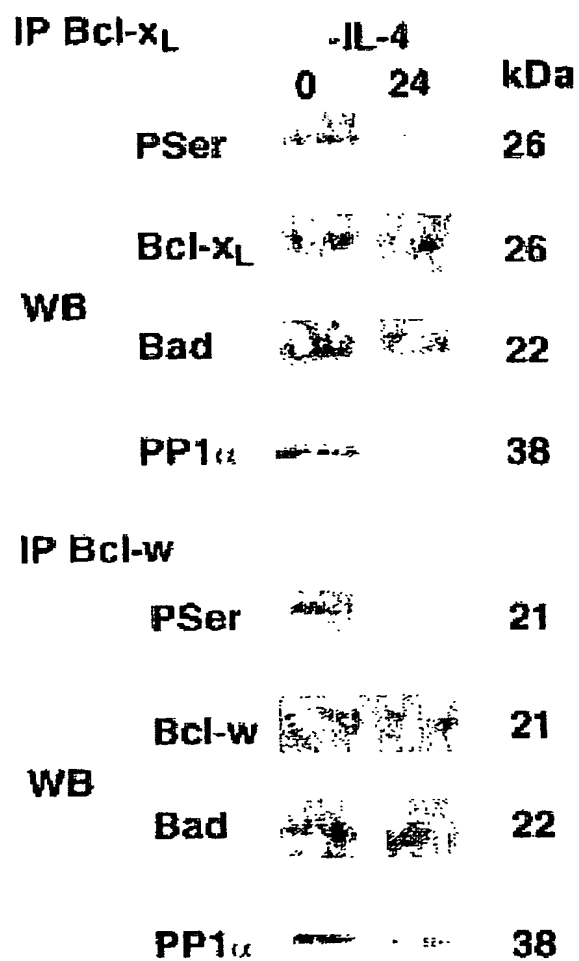 IP Bcl-xL -IL-4
0 24 kDa
PSer 26
Bcl-xL 26
WB
Bad 22
PP1α 38
IP Bcl-w
PSer 21
Bcl-w 21
WB
Bad 22
PP1α 38